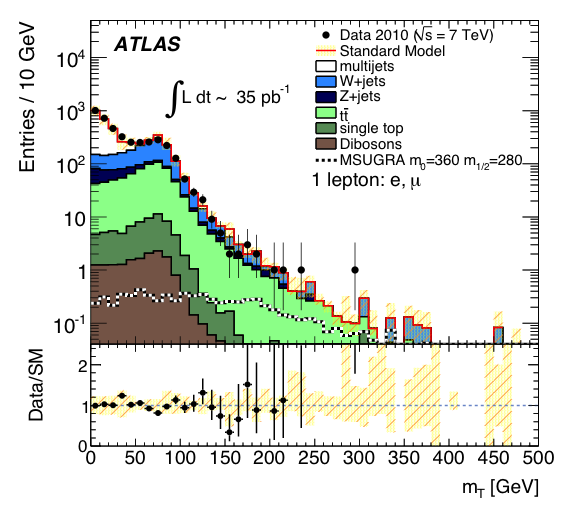 ATLAS
∫L dt ~ 35 pb⁻¹
Data 2010 (√s = 7 TeV)
Standard Model
multijets
W+jets
Z+jets
tt̄
single top
Dibosons
MSUGRA m₀=360 m₁/₂=280
1 lepton: e, μ
Entries / 10 GeV
10⁴
10³
10²
10
1
10⁻¹
Data/SM
2
1
0
0 50 100 150 200 250 300 350 400 450 500
m_T [GeV]